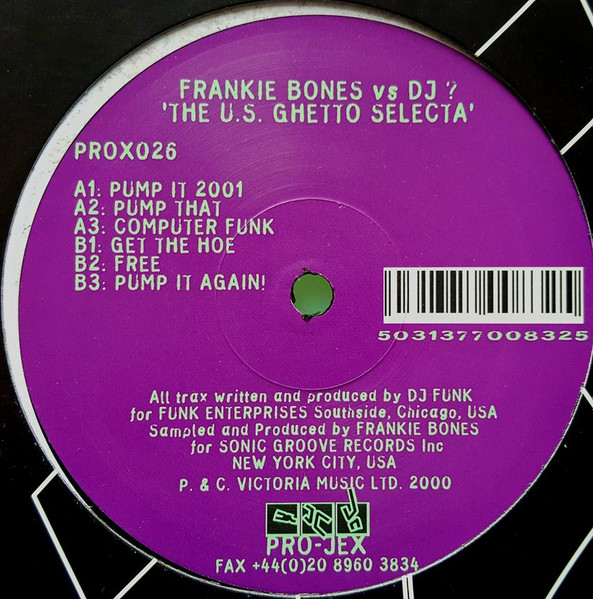 FRANKIE BONES vs DJ ?
'THE U.S. GHETTO SELECTA'
PROX026
A1: PUMP IT 2001
A2: PUMP THAT
A3: COMPUTER FUNK
B1: GET THE HOE
B2: FREE
B3: PUMP IT AGAIN!
5031377008325
All trax written and produced by DJ FUNK
for FUNK ENTERPRISES Southside, Chicago, USA
Sampled and Produced by FRANKIE BONES
for SONIC GROOVE RECORDS Inc
NEW YORK CITY, USA
P. & C. VICTORIA MUSIC LTD. 2000
PRO-JEX
FAX +44(0)20 8960 3834